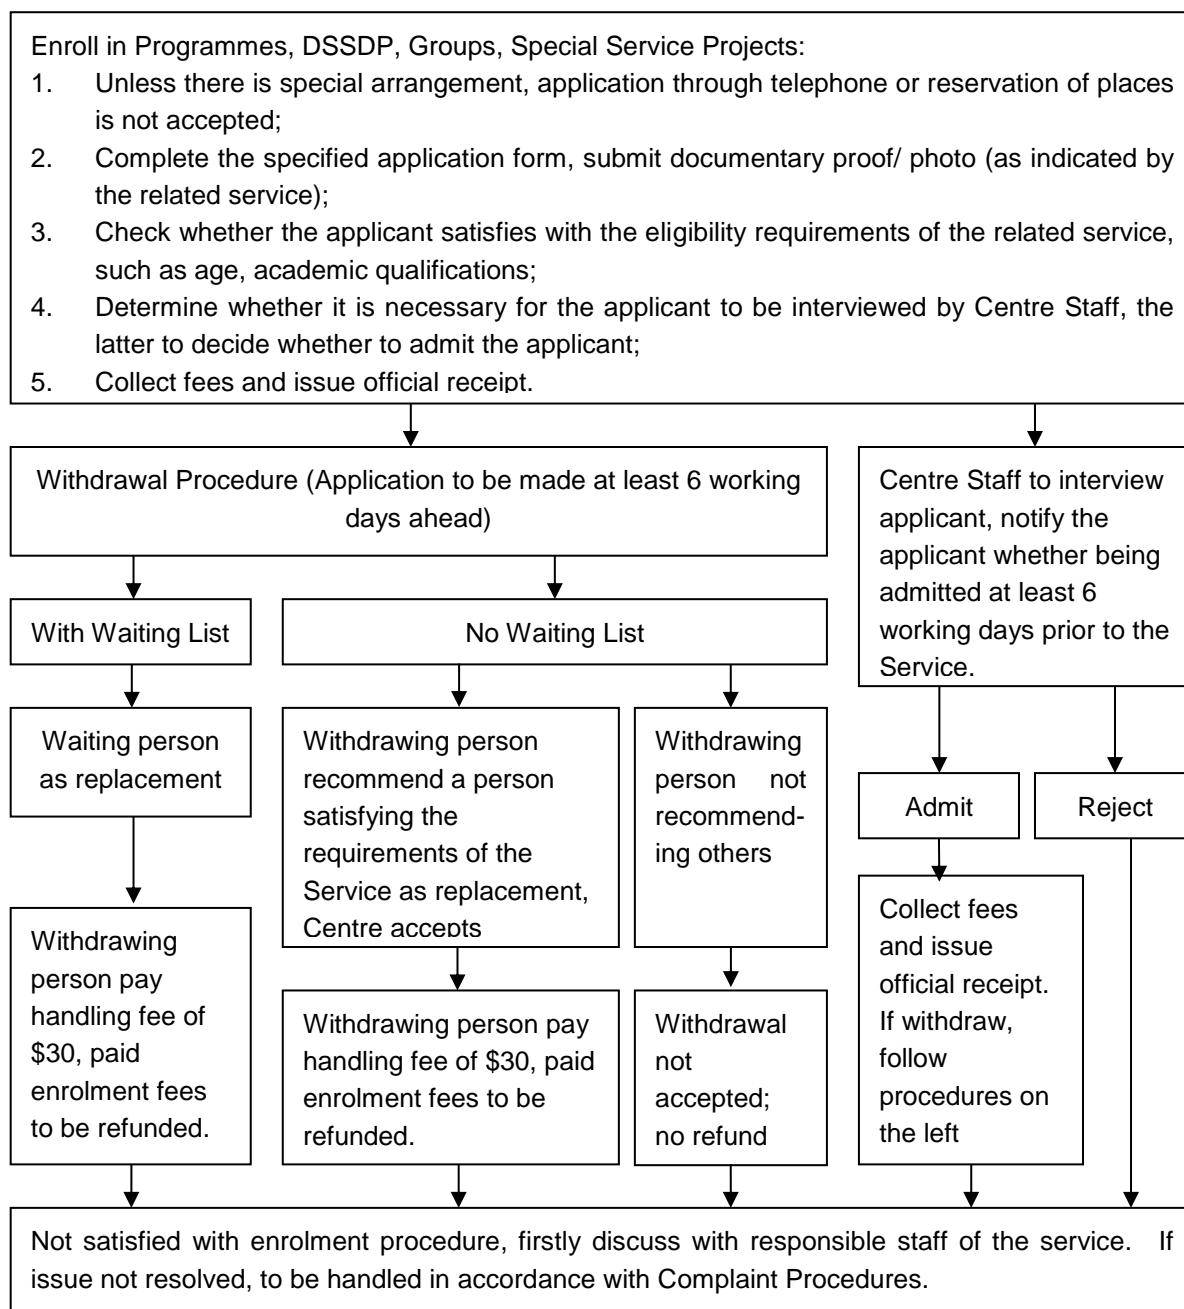 Enroll in Programmes, DSSDP, Groups, Special Service Projects:
1. Unless there is special arrangement, application through telephone or reservation of places
is not accepted;
2. Complete the specified application form, submit documentary proof/ photo (as indicated by
the related service);
3. Check whether the applicant satisfies with the eligibility requirements of the related service,
such as age, academic qualifications;
4. Determine whether it is necessary for the applicant to be interviewed by Centre Staff, the
latter to decide whether to admit the applicant;
5. Collect fees and issue official receipt.
Withdrawal Procedure (Application to be made at least 6 working
days ahead)
With Waiting List
Waiting person
as replacement
Withdrawing
person pay
handling fee of
$30, paid
enrolment fees
to be refunded.
No Waiting List
Withdrawing person
recommend a person
satisfying the
requirements of the
Service as replacement,
Centre accepts
Withdrawing person pay
handling fee of $30, paid
enrolment fees to be
refunded.
Withdrawing
person not
recommend-
ing others
Withdrawal
not
accepted;
no refund
Centre Staff to interview
applicant, notify the
applicant whether being
admitted at least 6
working days prior to the
Service.
Admit
Collect fees
and issue
official receipt.
If withdraw,
follow
procedures on
the left
Reject
Not satisfied with enrolment procedure, firstly discuss with responsible staff of the service. If
issue not resolved, to be handled in accordance with Complaint Procedures.